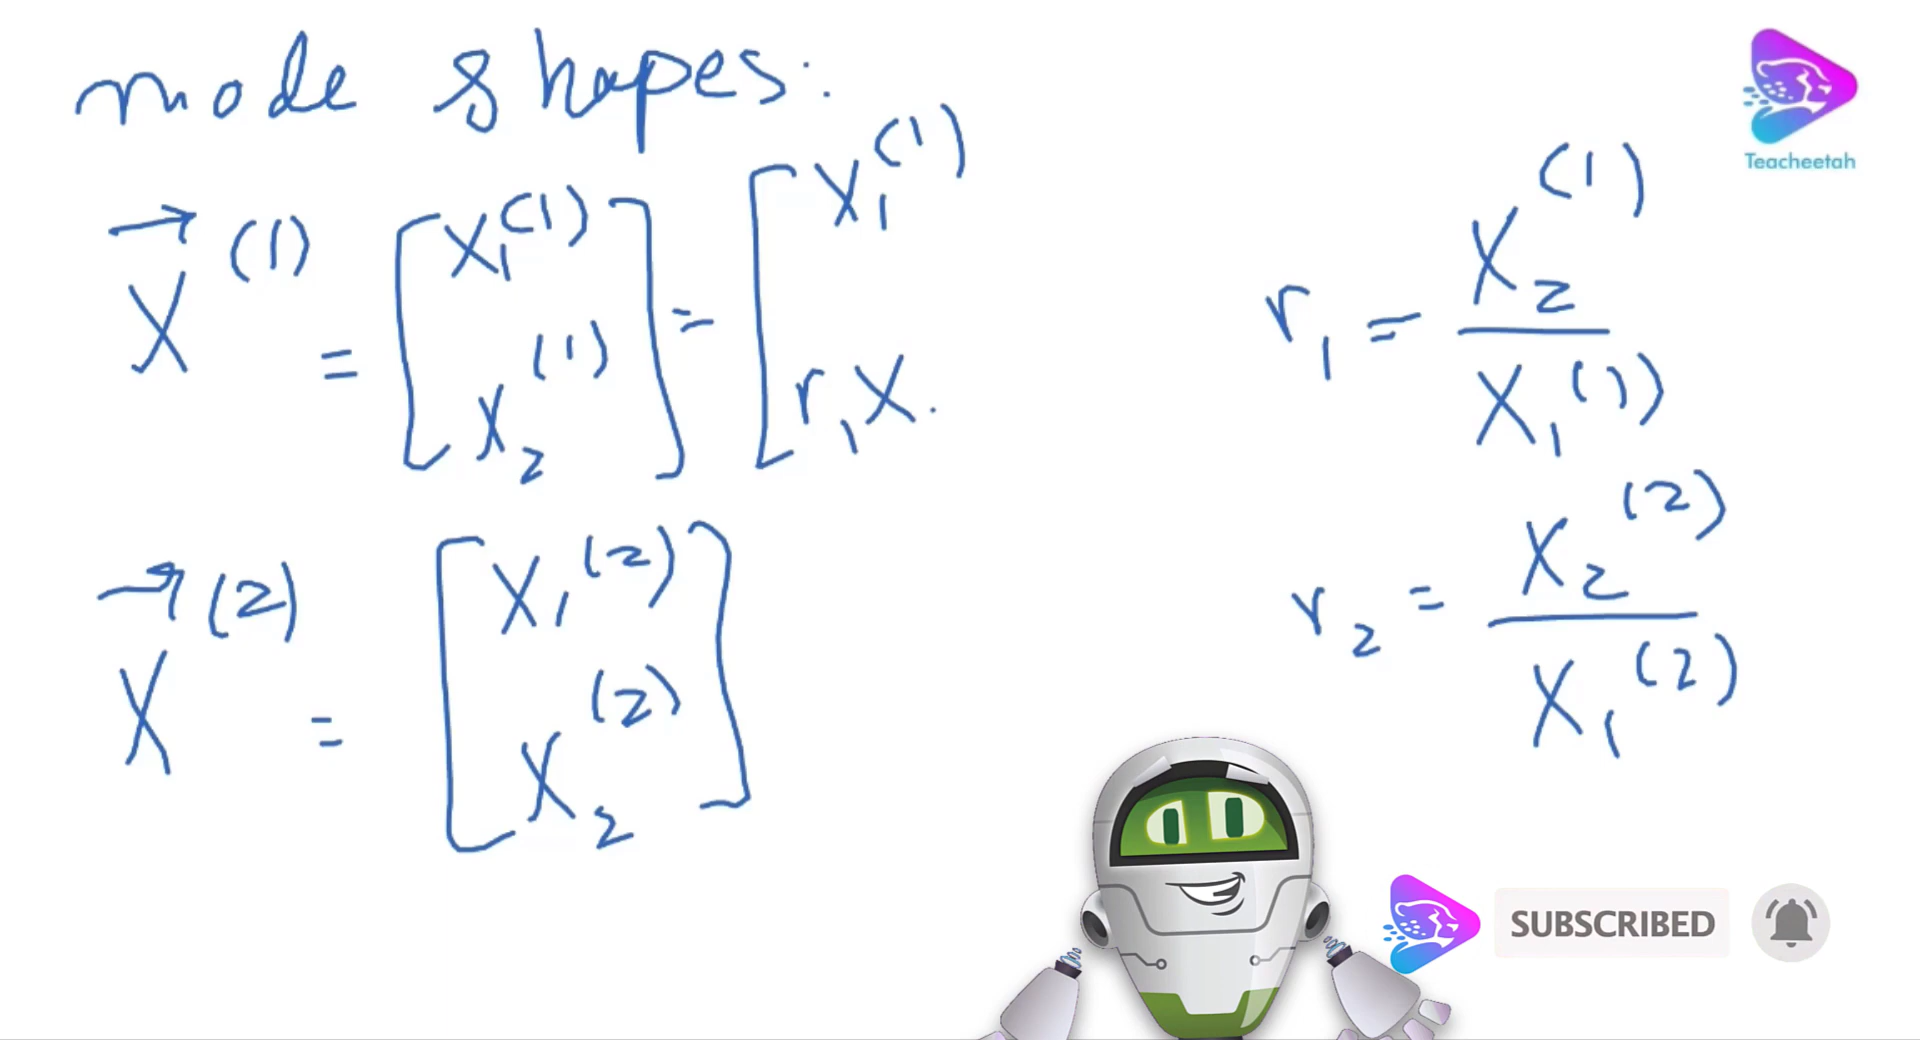 mode shapes:
Teacheetah
X⃗^(1) = [X₁^(1) X₂^(1)] = [X₁^(1) r₁X.
r₁ = X₂^(1) / X₁^(1)
X⃗^(2) = [X₁^(2) X₂^(2)]
r₂ = X₂^(2) / X₁^(2)
SUBSCRIBED